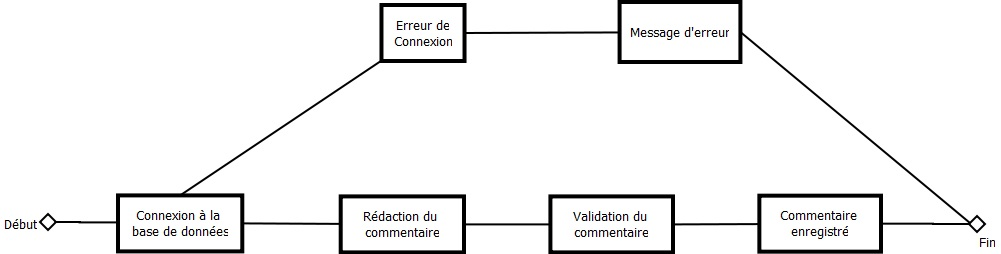 Erreur de
Connexion
Message d'erreur
Début
Connexion à la
base de données
Rédaction du
commentaire
Validation du
commentaire
Commentaire
enregistré
Fin